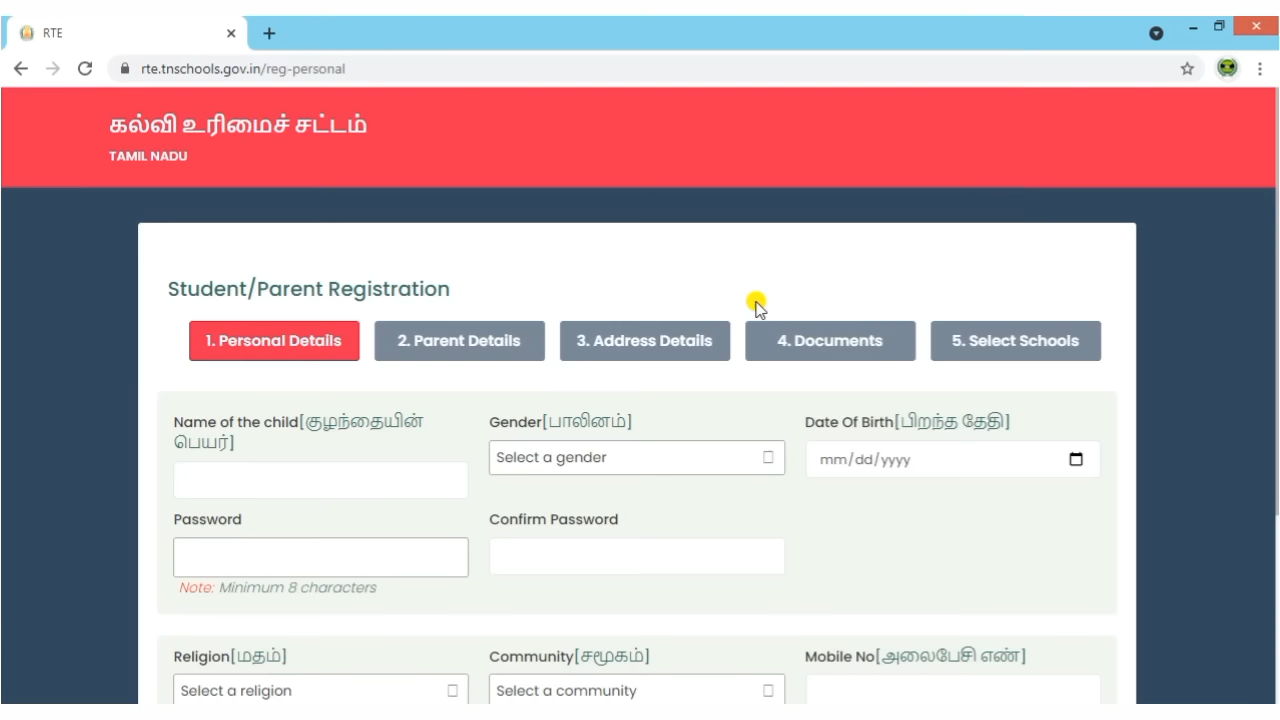 RTE
rte.tnschools.gov.in/reg-personal
கல்வி உரிமைச் சட்டம்
TAMIL NADU
Student/Parent Registration
1. Personal Details
2. Parent Details
3. Address Details
4. Documents
5. Select Schools
Name of the child[குழந்தையின்
பெயர்]
Gender[பாலினம்]
Select a gender
Date Of Birth[பிறந்த தேதி]
mm/dd/yyyy
Password
Confirm Password
Note: Minimum 8 characters
Religion[மதம்]
Select a religion
Community[சமூகம்]
Select a community
Mobile No[அலைபேசி எண்]